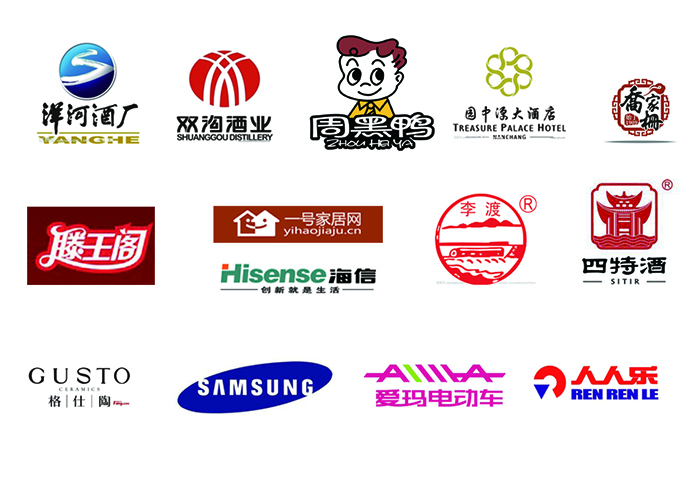 洋河酒厂
YANGHE
双沟酒业
SHUANGGOU DISTILLERY
周黑鸭
ZHOU HEI YA
园中源大酒店
TREASURE PALACE HOTEL
NANCHANG
乔家栅
滕王阁
一号家居网
yihaojiaju.cn
Hisense海信
创新就是生活
李渡
®
®
四特酒
SITIR
GUSTO
CERAMICS
格仕陶
SAMSUNG
AIMA
爱玛电动车
人人乐
REN REN LE